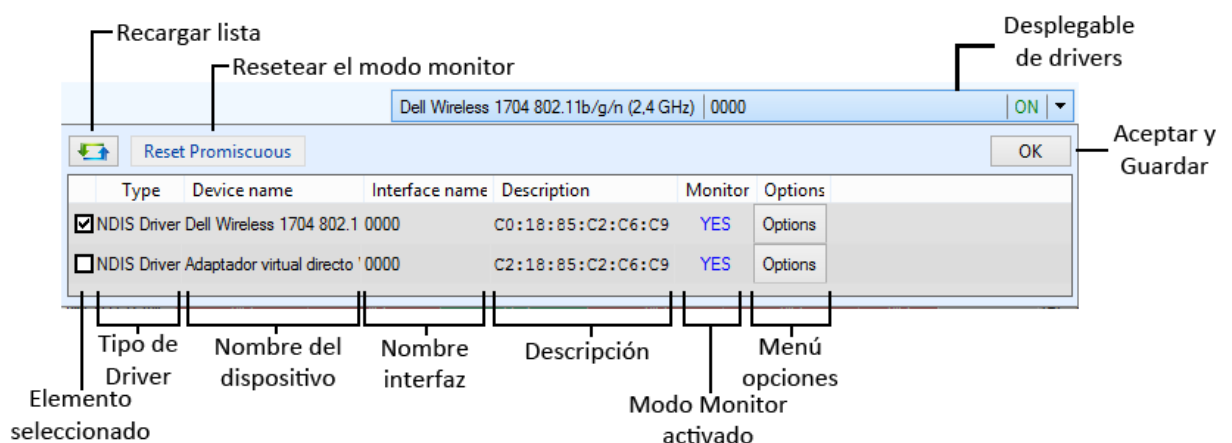 Recargar lista
Desplegable
de drivers
Resetear el modo monitor
Dell Wireless 1704 802.11b/g/n (2,4 GHz) 0000 ON
Reset Promiscuous OK
Aceptar y
Guardar
Type Device name Interface name Description Monitor Options
NDIS Driver Dell Wireless 1704 802.1 0000 C0:18:85:C2:C6:C9 YES Options
NDIS Driver Adaptador virtual directo ' 0000 C2:18:85:C2:C6:C9 YES Options
Tipo de
Driver
Nombre del
dispositivo
Nombre
interfaz
Descripción
Menú
opciones
Elemento
seleccionado
Modo Monitor
activado